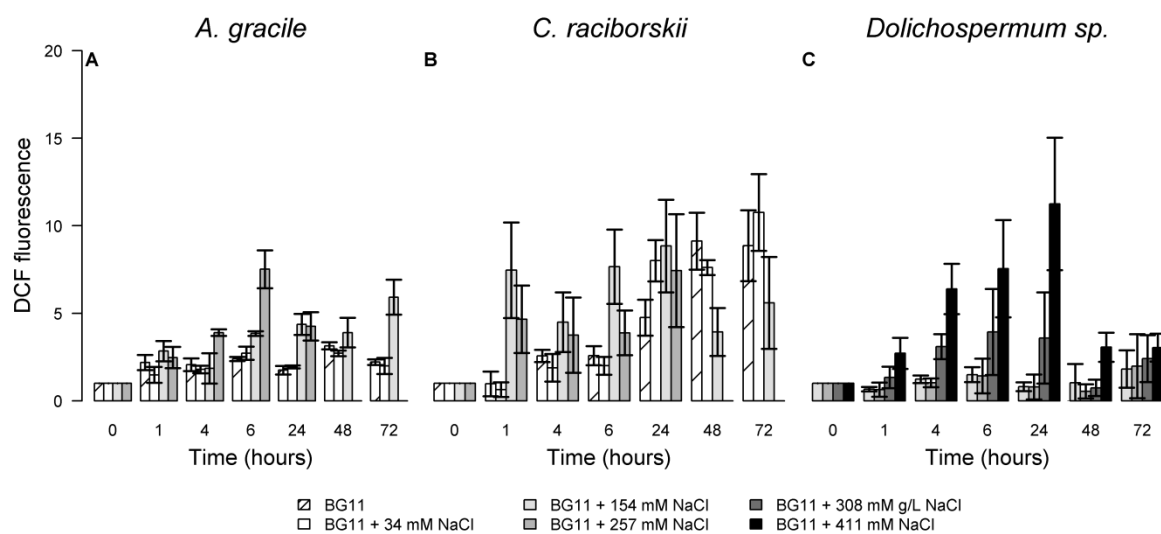 A. gracile C. raciborskii Dolichospermum sp.
A B C
DCF fluorescence
20
15
10
5
0
0 1 4 6 24 48 72 0 1 4 6 24 48 72 0 1 4 6 24 48 72
Time (hours) Time (hours) Time (hours)
BG11 BG11 + 154 mM NaCl BG11 + 308 mM g/L NaCl
BG11 + 34 mM NaCl BG11 + 257 mM NaCl BG11 + 411 mM NaCl